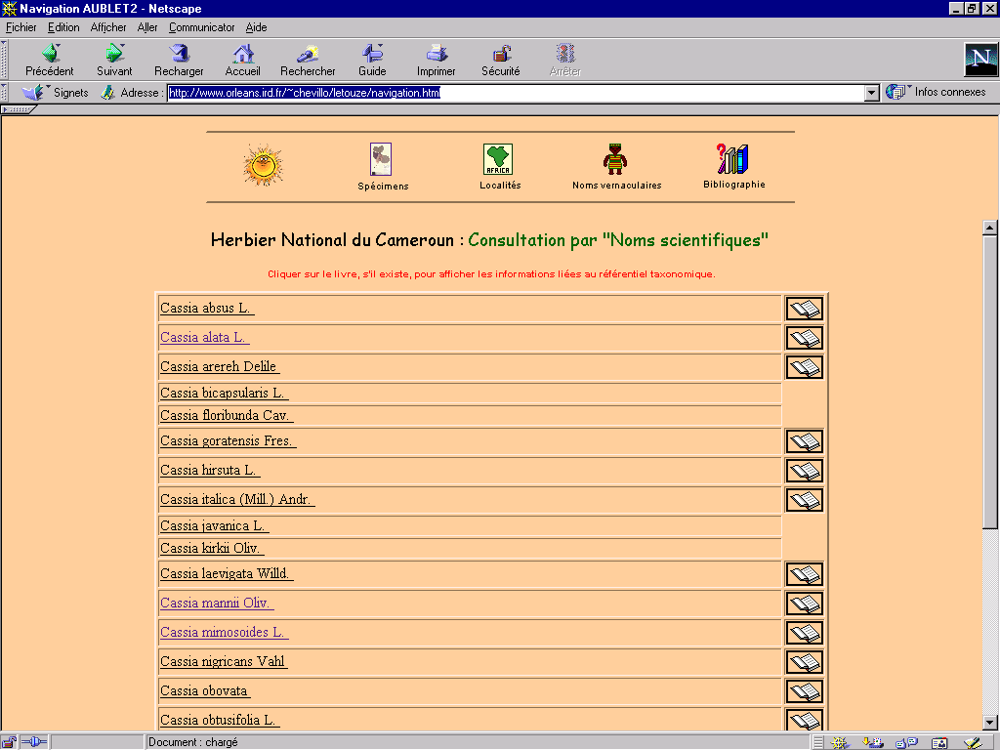 Navigation AUBLET2 - Netscape
Fichier Edition Afficher Aller Communicator Aide
Précédent Suivant Recharger Accueil Rechercher Guide Imprimer Sécurité Arrêter
N
Signets Adresse : http://www.orleans.ird.fr/~chevillo/letouze/navigation.html Infos connexes
AFRICA
Spécimens Localités Noms vernaculaires Bibliographie
Herbier National du Cameroun : Consultation par "Noms scientifiques"
Cliquer sur le livre, s'il existe, pour afficher les informations liées au référentiel taxonomique.
Cassia absus L.
Cassia alata L.
Cassia arereh Delile
Cassia bicapsularis L.
Cassia floribunda Cav.
Cassia goratensis Fres.
Cassia hirsuta L.
Cassia italica (Mill.) Andr.
Cassia javanica L.
Cassia kirkii Oliv.
Cassia laevigata Willd.
Cassia mannii Oliv.
Cassia mimosoides L.
Cassia nigricans Vahl
Cassia obovata
Cassia obtusifolia L.
Document : chargé